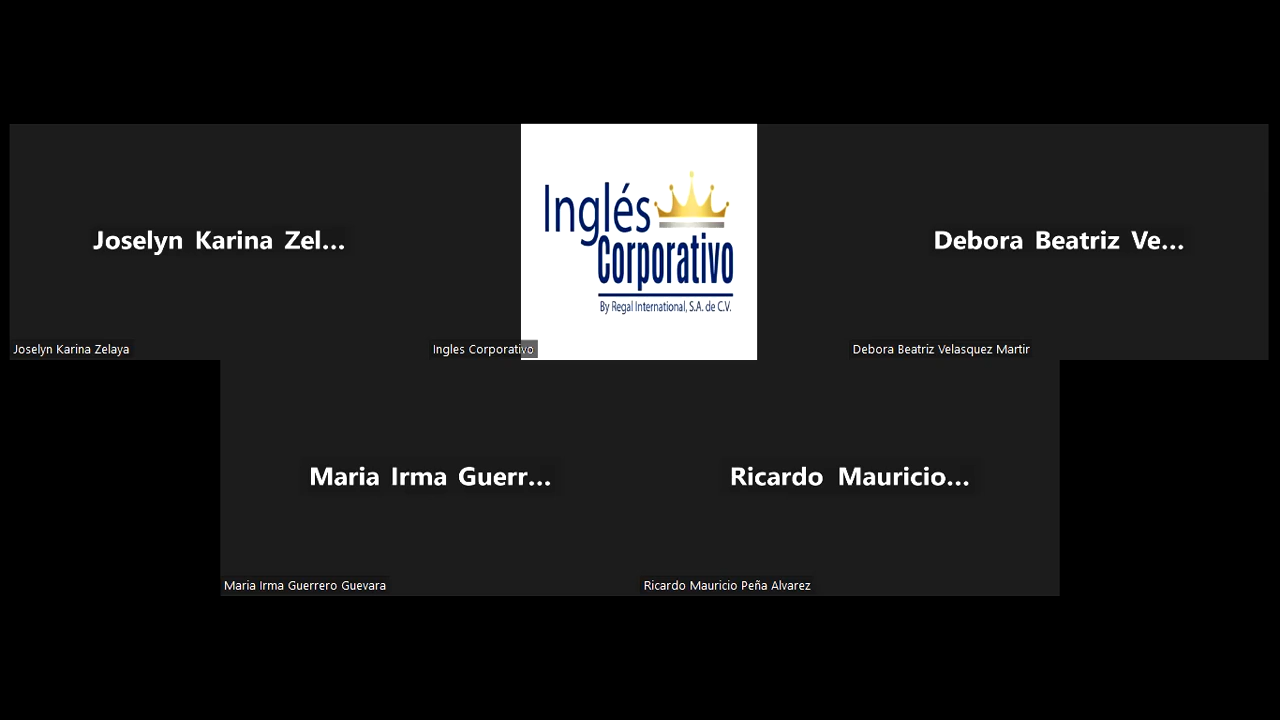 Joselyn Karina Zel...
Inglés
Corporativo
By Regal International, S.A. de C.V.
Debora Beatriz Ve...
Joselyn Karina Zelaya
Ingles Corporativo
Debora Beatriz Velasquez Martir
Maria Irma Guerr...
Ricardo Mauricio...
Maria Irma Guerrero Guevara
Ricardo Mauricio Peña Alvarez